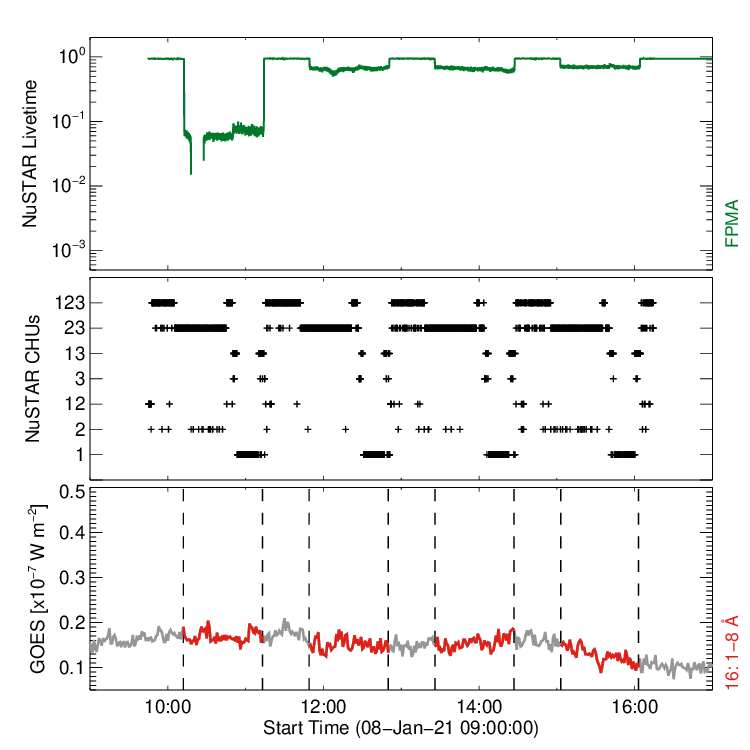 NuSTAR Livetime
10⁰
10⁻¹
10⁻²
10⁻³
FPMA
NuSTAR CHUs
123
23
13
3
12
2
1
GOES [x10⁻⁷ W m⁻²]
0.5
0.4
0.3
0.2
0.1
16: 1−8 Å
10:00 12:00 14:00 16:00
Start Time (08−Jan−21 09:00:00)